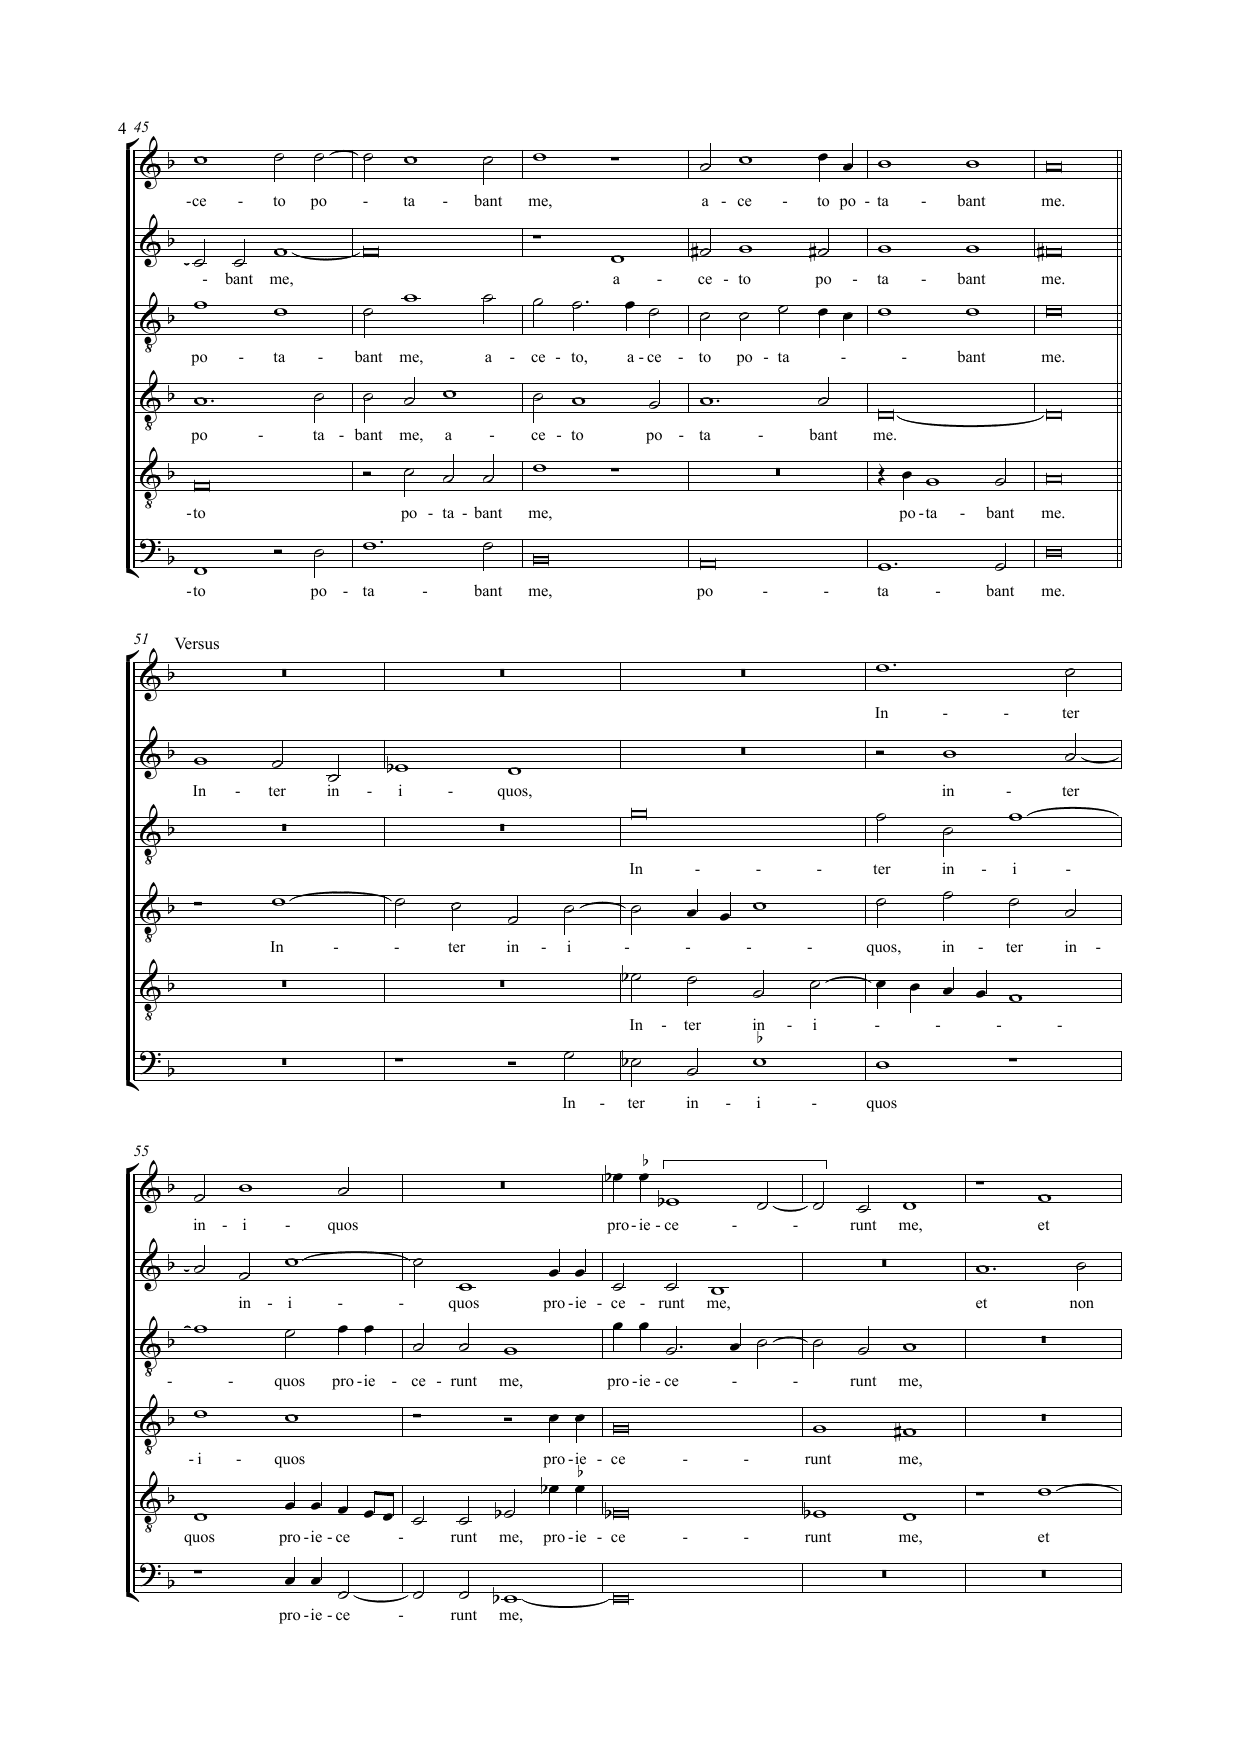 4 45
-ce - to po - ta - bant me, a - ce - to po - ta - bant me.
- bant me, a - ce - to po - ta - bant me.
po - ta - bant me, a - ce - to, a - ce - to po - ta - - bant me.
po - ta - bant me, a - ce - to po - ta - bant me.
-to po - ta - bant me, po - ta - bant me.
-to po - ta - bant me, po - - ta - bant me.
51 Versus
In - - ter
In - ter in - i - quos, in - ter
In - - - ter in - i -
In - - ter in - i - - - quos, in - ter in -
In - ter in - i - - - -
In - ter in - i - quos
55
in - i - quos pro - ie - ce - - runt me, et
in - i - - quos pro - ie - ce - runt me, et non
- - quos pro - ie - ce - runt me, pro - ie - ce - - runt me,
- i - quos pro - ie - ce - - runt me,
quos pro - ie - ce - runt me, pro - ie - ce - - runt me, et
pro - ie - ce - runt me,